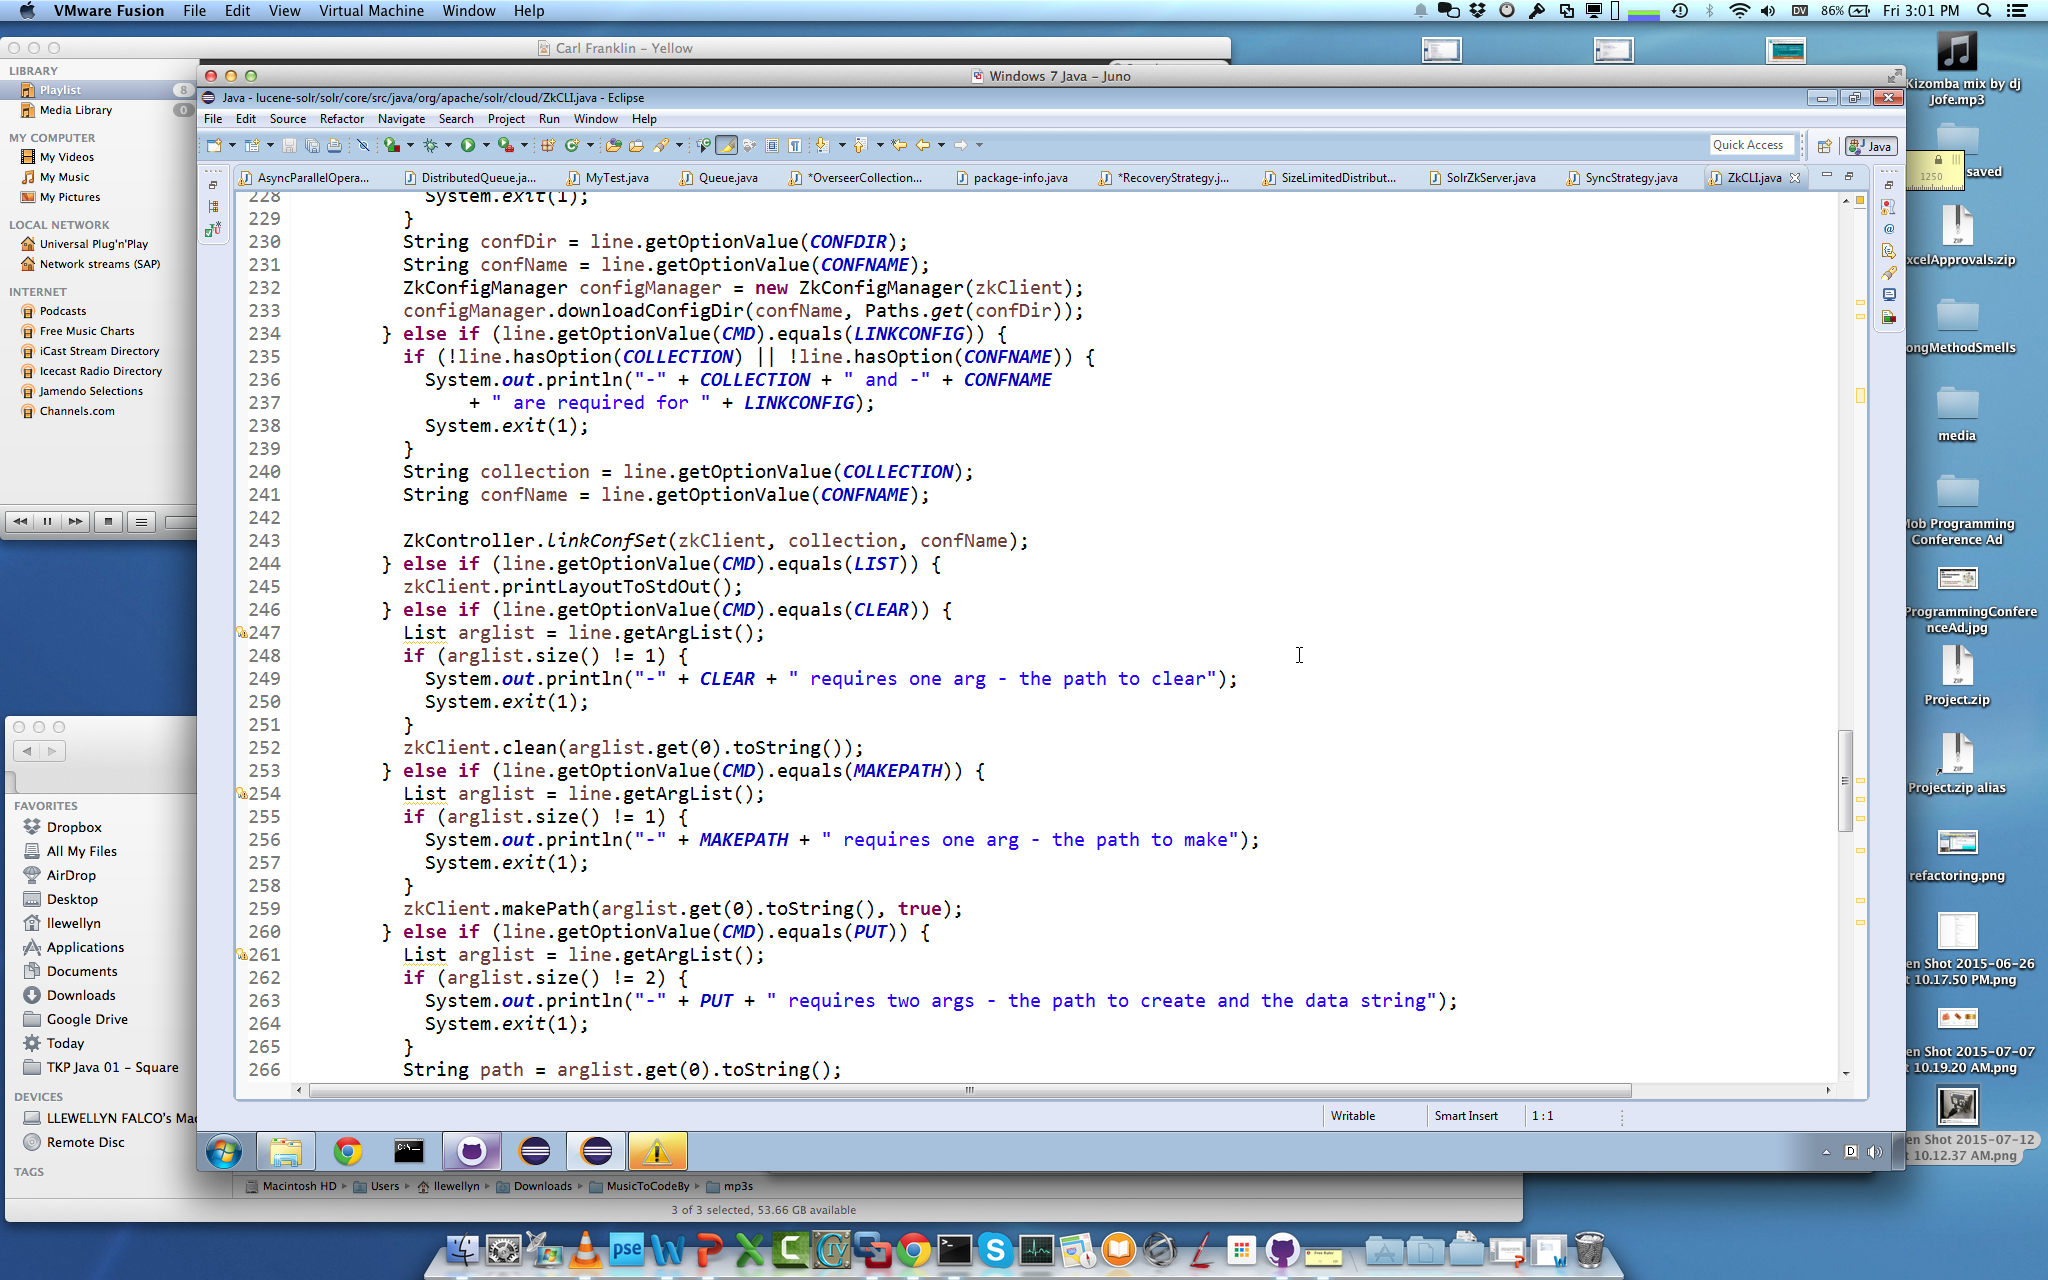 VMware Fusion File Edit View Virtual Machine Window Help
DV 86% Fri 3:01 PM
Carl Franklin – Yellow
LIBRARY
Playlist 8
Media Library 0
MY COMPUTER
My Videos
My Music
My Pictures
LOCAL NETWORK
Universal Plug'n'Play
Network streams (SAP)
INTERNET
Podcasts
Free Music Charts
iCast Stream Directory
Icecast Radio Directory
Jamendo Selections
Channels.com
Windows 7 Java – Juno
Java - lucene-solr/solr/core/src/java/org/apache/solr/cloud/ZkCLI.java - Eclipse
File Edit Source Refactor Navigate Search Project Run Window Help
Quick Access Java
AsyncParallelOpera... DistributedQueue.ja... MyTest.java Queue.java *OverseerCollection... package-info.java *RecoveryStrategy.j... SizeLimitedDistribut... SolrZkServer.java SyncStrategy.java ZkCLI.java
228 System.exit(1);
229 }
230 String confDir = line.getOptionValue(CONFDIR);
231 String confName = line.getOptionValue(CONFNAME);
232 ZkConfigManager configManager = new ZkConfigManager(zkClient);
233 configManager.downloadConfigDir(confName, Paths.get(confDir));
234 } else if (line.getOptionValue(CMD).equals(LINKCONFIG)) {
235 if (!line.hasOption(COLLECTION) || !line.hasOption(CONFNAME)) {
236 System.out.println("-" + COLLECTION + " and -" + CONFNAME
237 + " are required for " + LINKCONFIG);
238 System.exit(1);
239 }
240 String collection = line.getOptionValue(COLLECTION);
241 String confName = line.getOptionValue(CONFNAME);
242
243 ZkController.linkConfSet(zkClient, collection, confName);
244 } else if (line.getOptionValue(CMD).equals(LIST)) {
245 zkClient.printLayoutToStdOut();
246 } else if (line.getOptionValue(CMD).equals(CLEAR)) {
247 List arglist = line.getArgList();
248 if (arglist.size() != 1) {
249 System.out.println("-" + CLEAR + " requires one arg - the path to clear");
250 System.exit(1);
251 }
252 zkClient.clean(arglist.get(0).toString());
253 } else if (line.getOptionValue(CMD).equals(MAKEPATH)) {
254 List arglist = line.getArgList();
255 if (arglist.size() != 1) {
256 System.out.println("-" + MAKEPATH + " requires one arg - the path to make");
257 System.exit(1);
258 }
259 zkClient.makePath(arglist.get(0).toString(), true);
260 } else if (line.getOptionValue(CMD).equals(PUT)) {
261 List arglist = line.getArgList();
262 if (arglist.size() != 2) {
263 System.out.println("-" + PUT + " requires two args - the path to create and the data string");
264 System.exit(1);
265 }
266 String path = arglist.get(0).toString();
Writable Smart Insert 1 : 1
FAVORITES
Dropbox
All My Files
AirDrop
Desktop
llewellyn
Applications
Documents
Downloads
Google Drive
Today
TKP Java 01 – Square
DEVICES
LLEWELLYN FALCO's Mac
Remote Disc
TAGS
Macintosh HD Users llewellyn Downloads MusicToCodeBy mp3s
3 of 3 selected, 53.66 GB available
Kizomba mix by dj
Jofe.mp3
1250 saved
ZIP
xcelApprovals.zip
ongMethodSmells
media
Mob Programming
Conference Ad
ProgrammingConfere
nceAd.jpg
ZIP
Project.zip
ZIP
Project.zip alias
refactoring.png
en Shot 2015-06-26
t 10.17.50 PM.png
en Shot 2015-07-07
t 10.19.20 AM.png
en Shot 2015-07-12
t 10.12.37 AM.png
pse